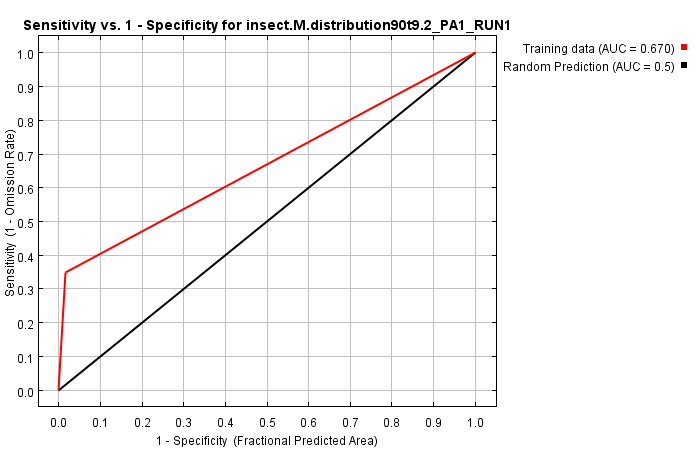 Sensitivity vs. 1 - Specificity for insect.M.distribution90t9.2_PA1_RUN1
Training data (AUC = 0.670)
Random Prediction (AUC = 0.5)
Sensitivity (1 - Omission Rate)
1.0
0.9
0.8
0.7
0.6
0.5
0.4
0.3
0.2
0.1
0.0
0.0 0.1 0.2 0.3 0.4 0.5 0.6 0.7 0.8 0.9 1.0
1 - Specificity (Fractional Predicted Area)